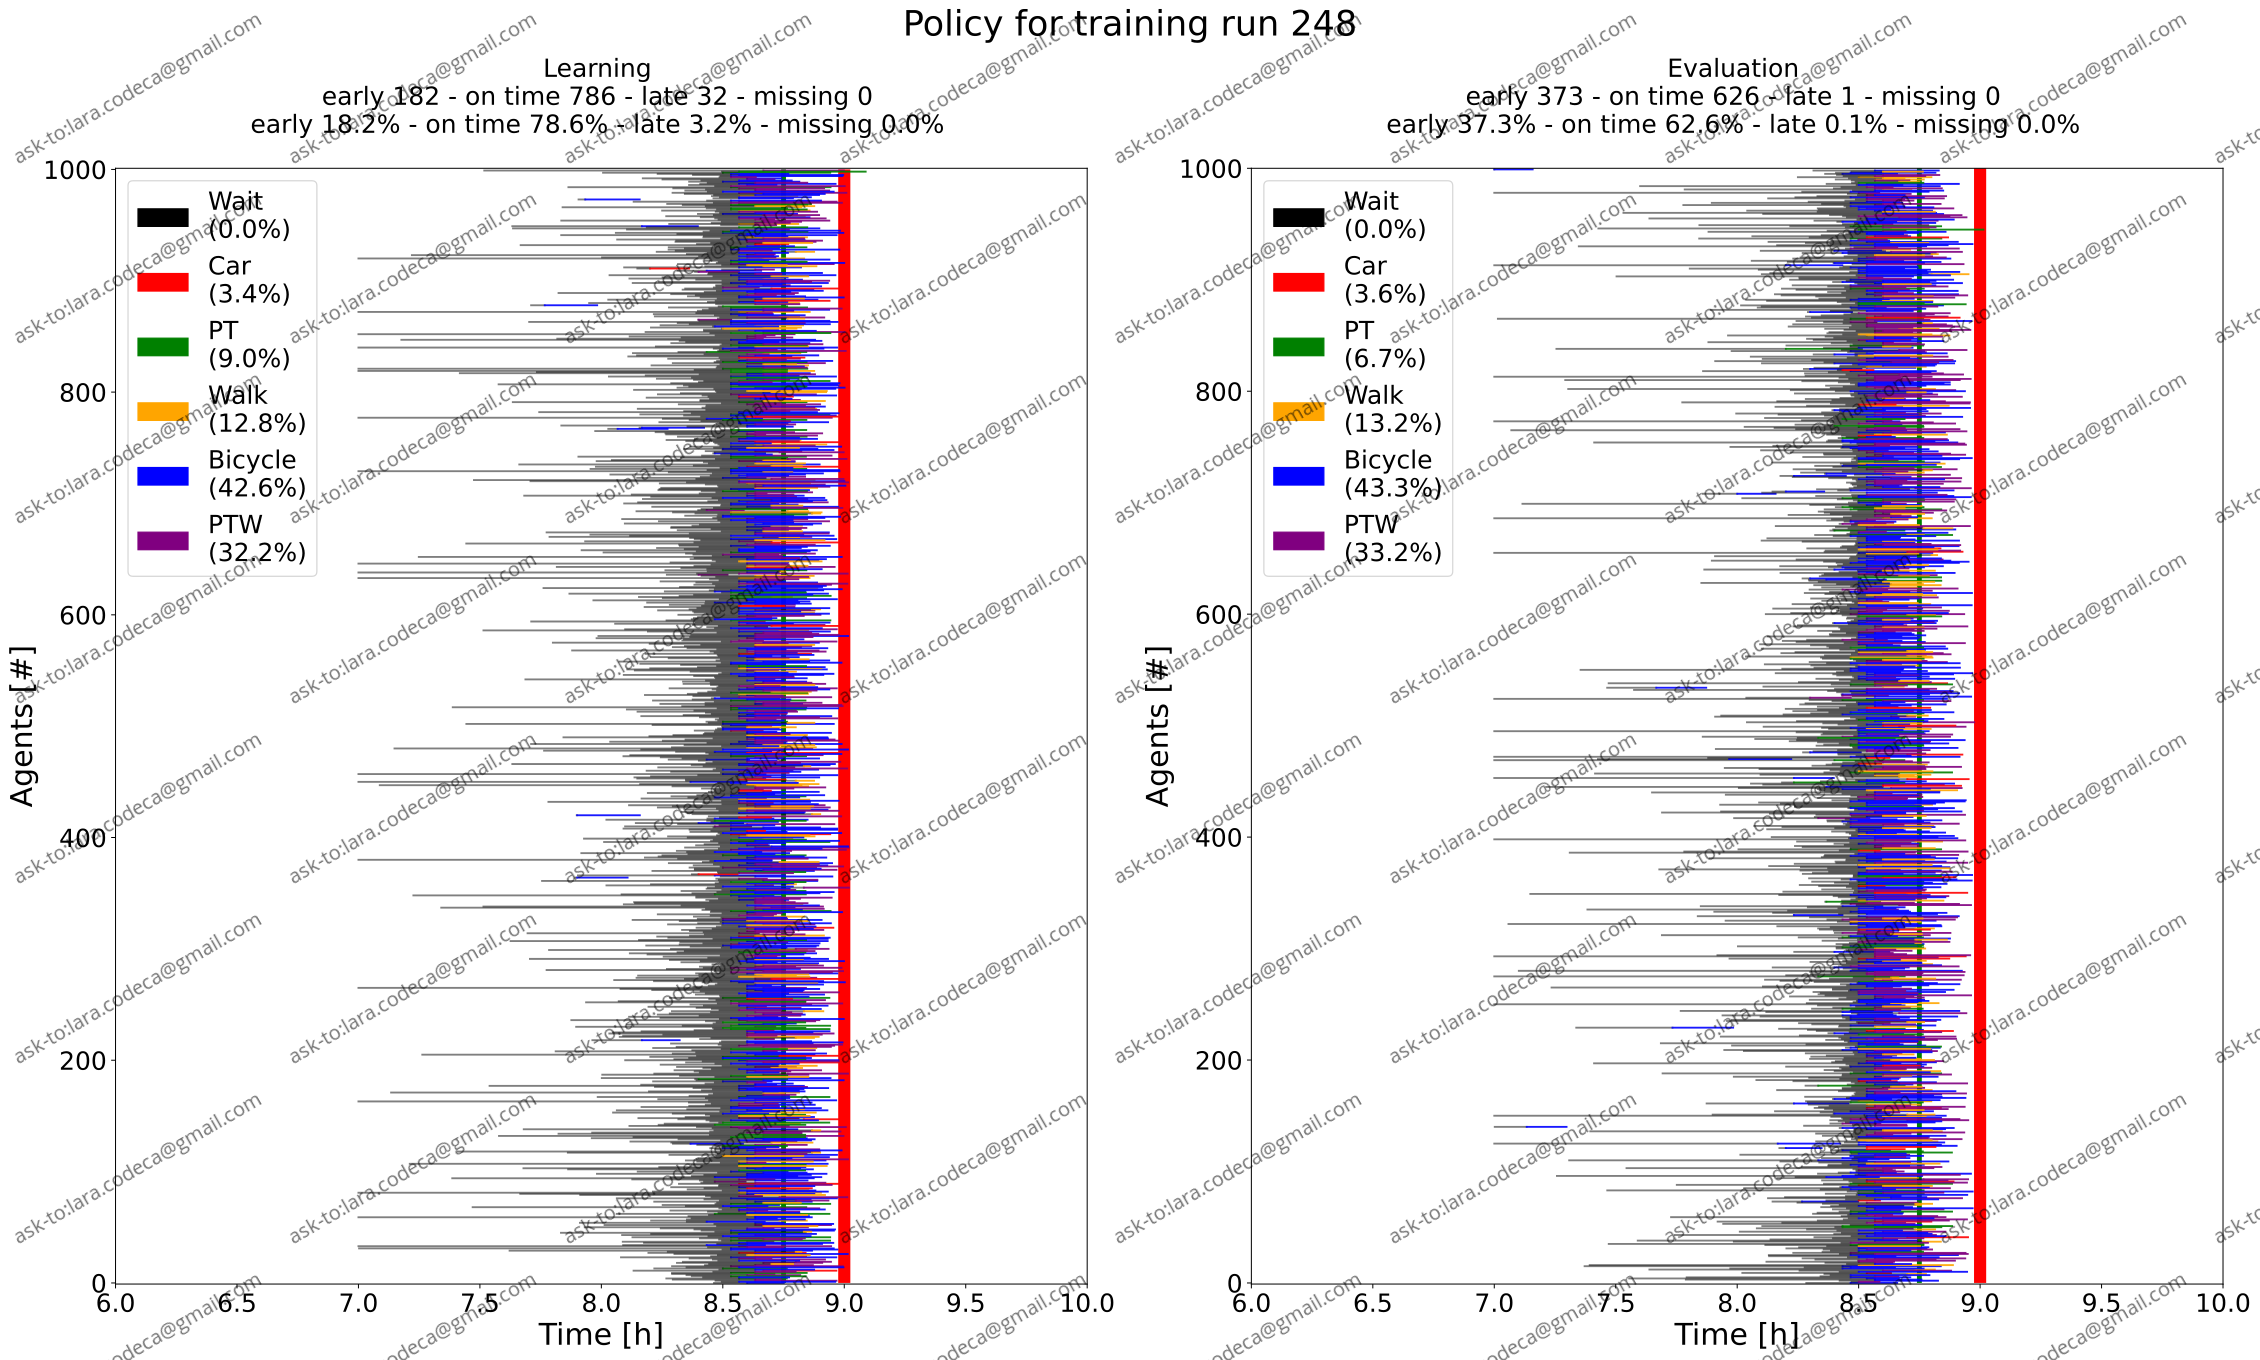 Policy for training run 248
Learning
early 182 - on time 786 - late 32 - missing 0
early 18.2% - on time 78.6% - late 3.2% - missing 0.0%
1000
800
600
400
200
0
Agents [#]
Wait
(0.0%)
Car
(3.4%)
PT
(9.0%)
Walk
(12.8%)
Bicycle
(42.6%)
PTW
(32.2%)
6.0 6.5 7.0 7.5 8.0 8.5 9.0 9.5 10.0
Time [h]
Evaluation
early 373 - on time 626 - late 1 - missing 0
early 37.3% - on time 62.6% - late 0.1% - missing 0.0%
1000
800
600
400
200
0
Agents [#]
Wait
(0.0%)
Car
(3.6%)
PT
(6.7%)
Walk
(13.2%)
Bicycle
(43.3%)
PTW
(33.2%)
6.0 6.5 7.0 7.5 8.0 8.5 9.0 9.5 10.0
Time [h]
ask-to:lara.codeca@gmail.com